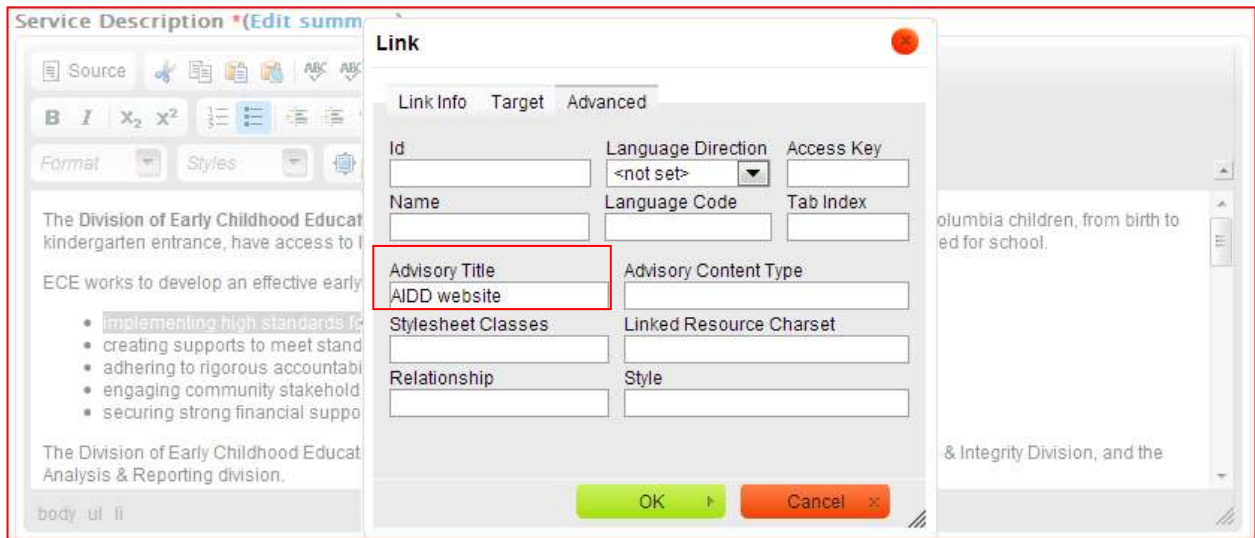 Service Description *(Edit summ
Link
Source
ABC ABC
Link Info Target Advanced
B I X₂ X²
Format Styles
Id Language Direction Access Key
<not set>
Name Language Code Tab Index
The Division of Early Childhood Educat olumbia children, from birth to
kindergarten entrance, have access to ed for school.
Advisory Title Advisory Content Type
AIDD website
ECE works to develop an effective early
implementing high standards fo
Stylesheet Classes Linked Resource Charset
creating supports to meet stand
adhering to rigorous accountabi
Relationship Style
engaging community stakehold
securing strong financial suppo
The Division of Early Childhood Educat & Integrity Division, and the
Analysis & Reporting division.
OK Cancel
body ul li